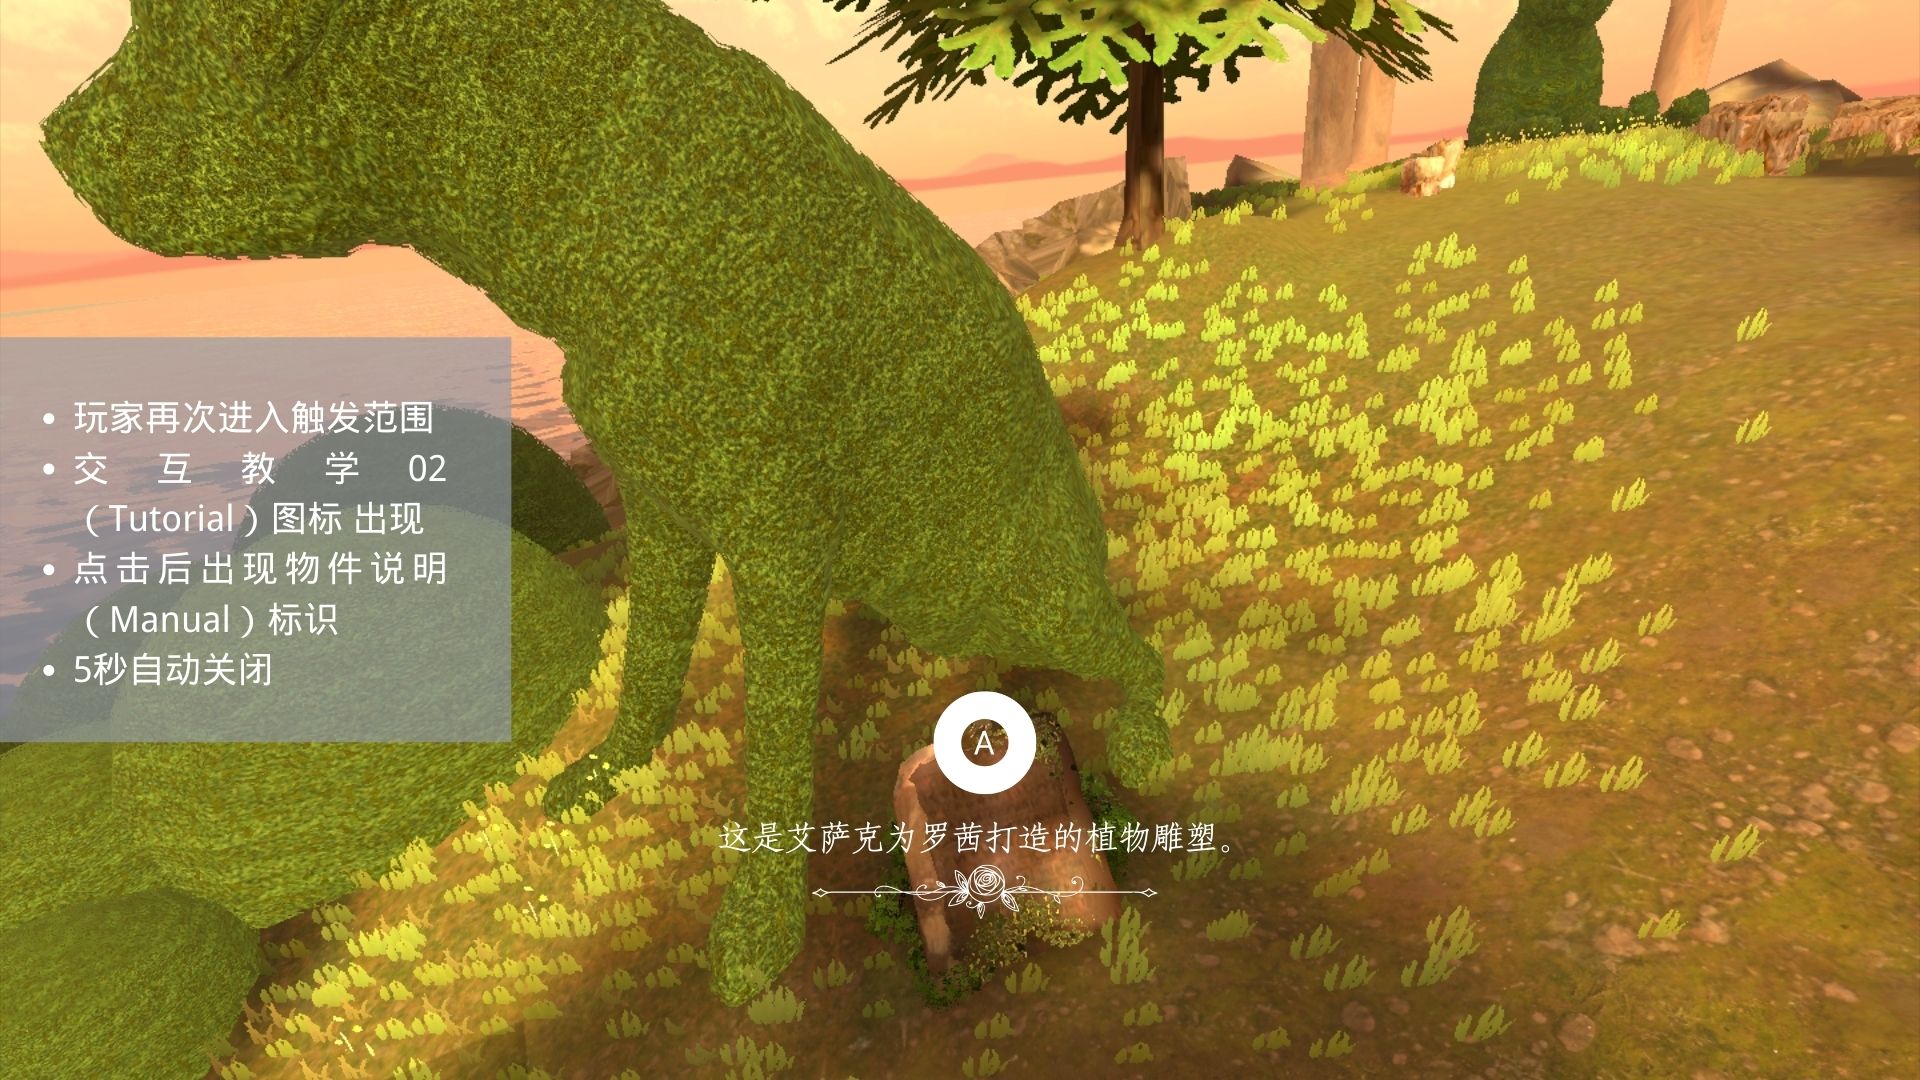 • 玩家再次进入触发范围
• 交互教学02
（Tutorial）图标 出现
• 点击后出现物件说明
（Manual）标识
• 5秒自动关闭
A
这是艾萨克为罗茜打造的植物雕塑。